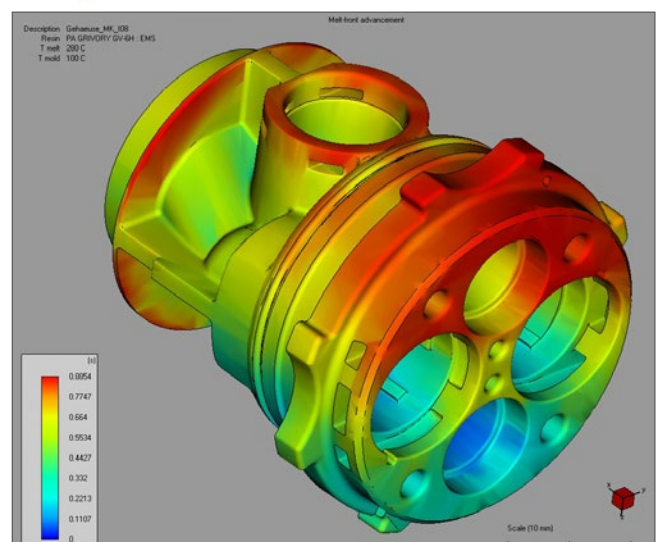 Melt-front advancement
Description Gehaeuse_MK_t08
Resin PA GRIVORY GV-6H : EMS
T melt 280 C
T mold 100 C
[s]
0.8854
0.7747
0.664
0.5534
0.4427
0.332
0.2213
0.1107
0
x
y
z
Scale (10 mm)